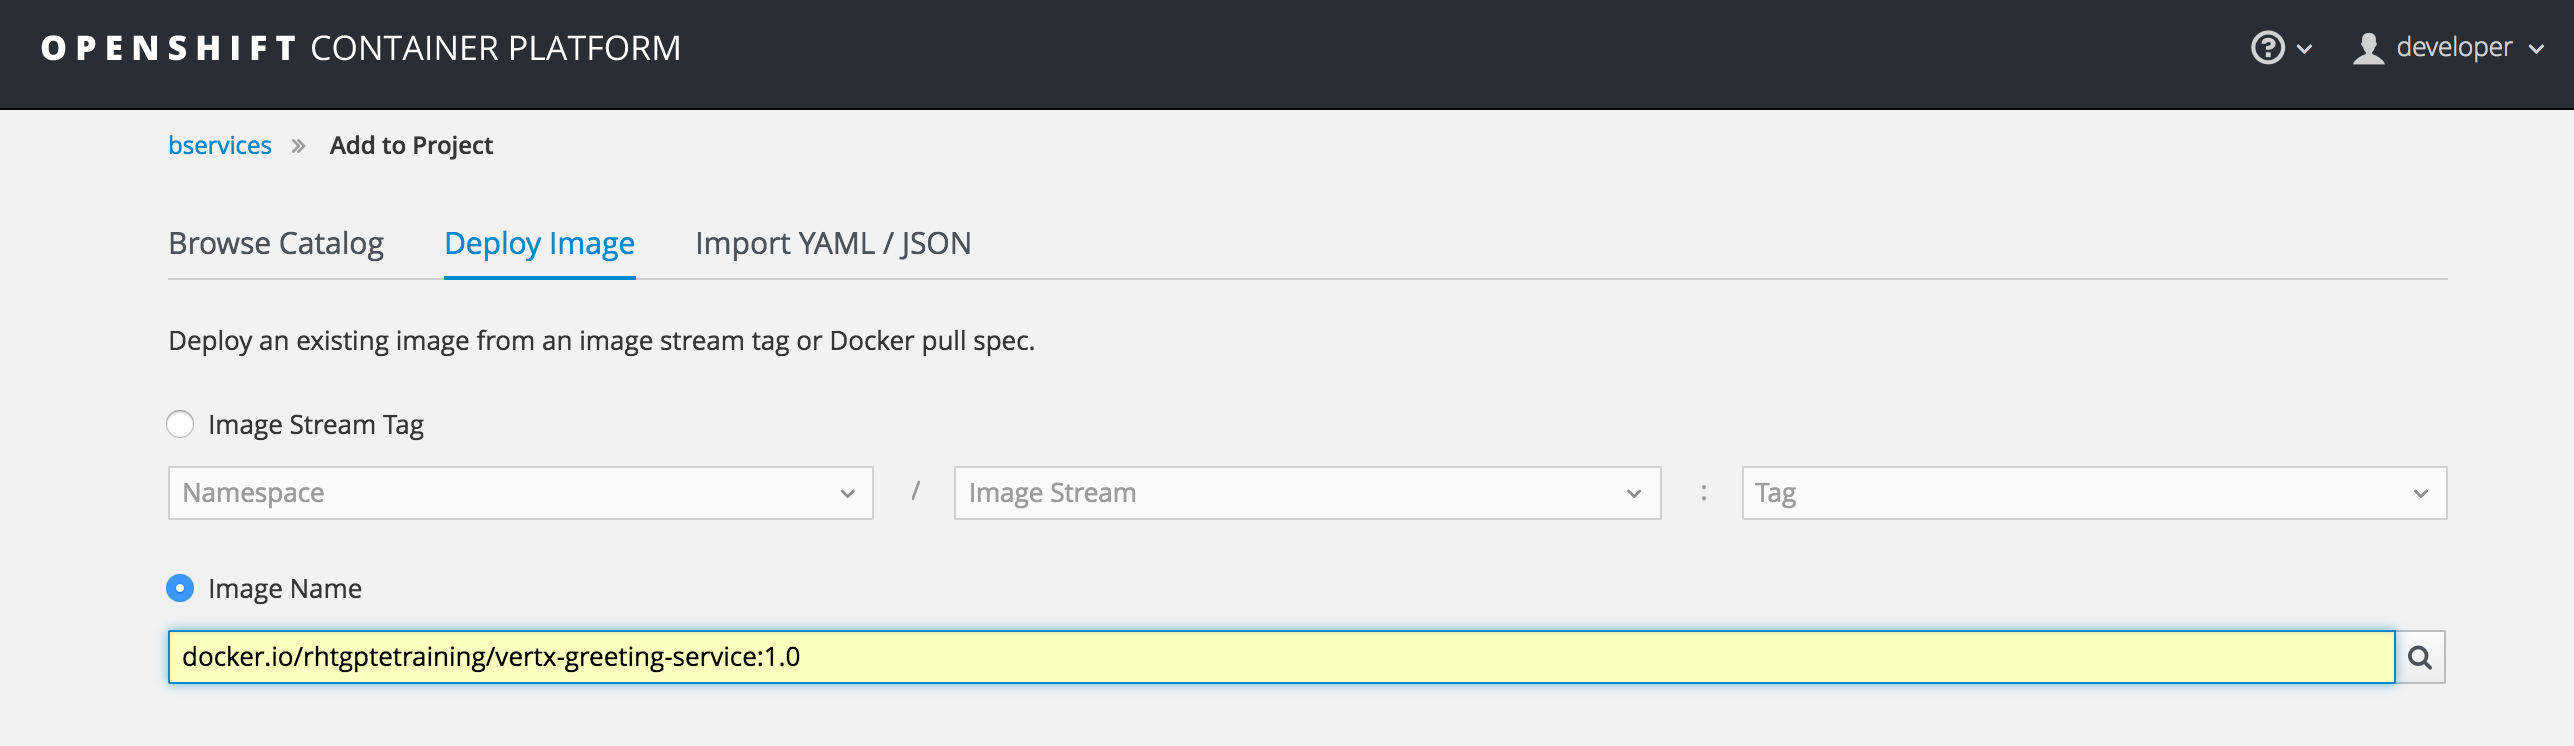 OPENSHIFT CONTAINER PLATFORM ? developer
bservices » Add to Project
Browse Catalog Deploy Image Import YAML / JSON
Deploy an existing image from an image stream tag or Docker pull spec.
Image Stream Tag
Namespace / Image Stream : Tag
Image Name
docker.io/rhtgptetraining/vertx-greeting-service:1.0